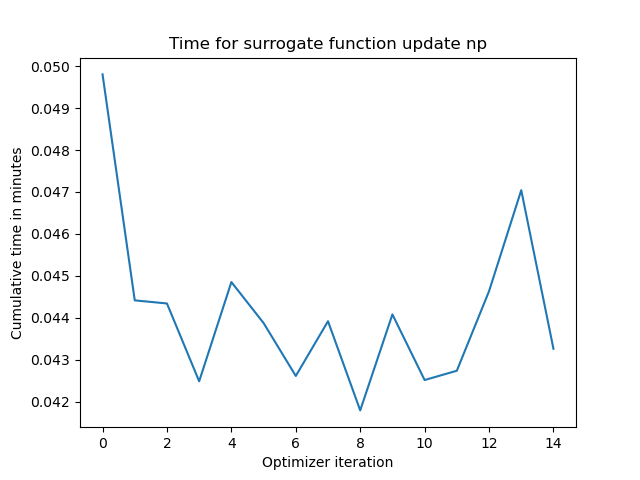 Time for surrogate function update np
0.050
0.049
0.048
0.047
0.046
0.045
0.044
0.043
0.042
Cumulative time in minutes
0 2 4 6 8 10 12 14
Optimizer iteration